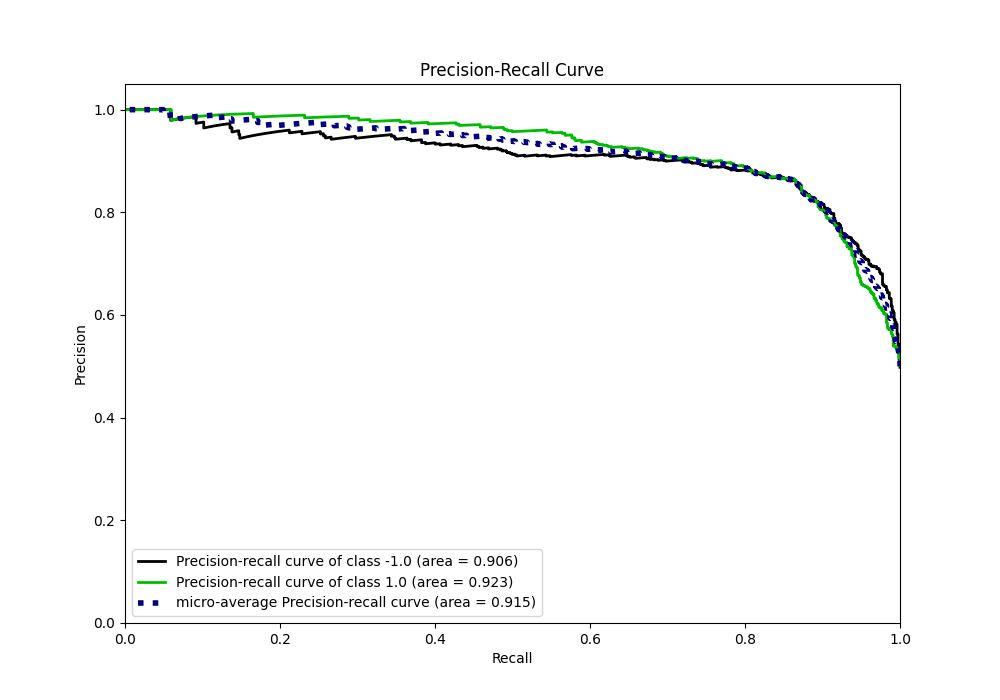 Precision-Recall Curve
1.0
0.8
0.6
0.4
0.2
0.0
Precision
Precision-recall curve of class -1.0 (area = 0.906)
Precision-recall curve of class 1.0 (area = 0.923)
micro-average Precision-recall curve (area = 0.915)
0.0 0.2 0.4 0.6 0.8 1.0
Recall